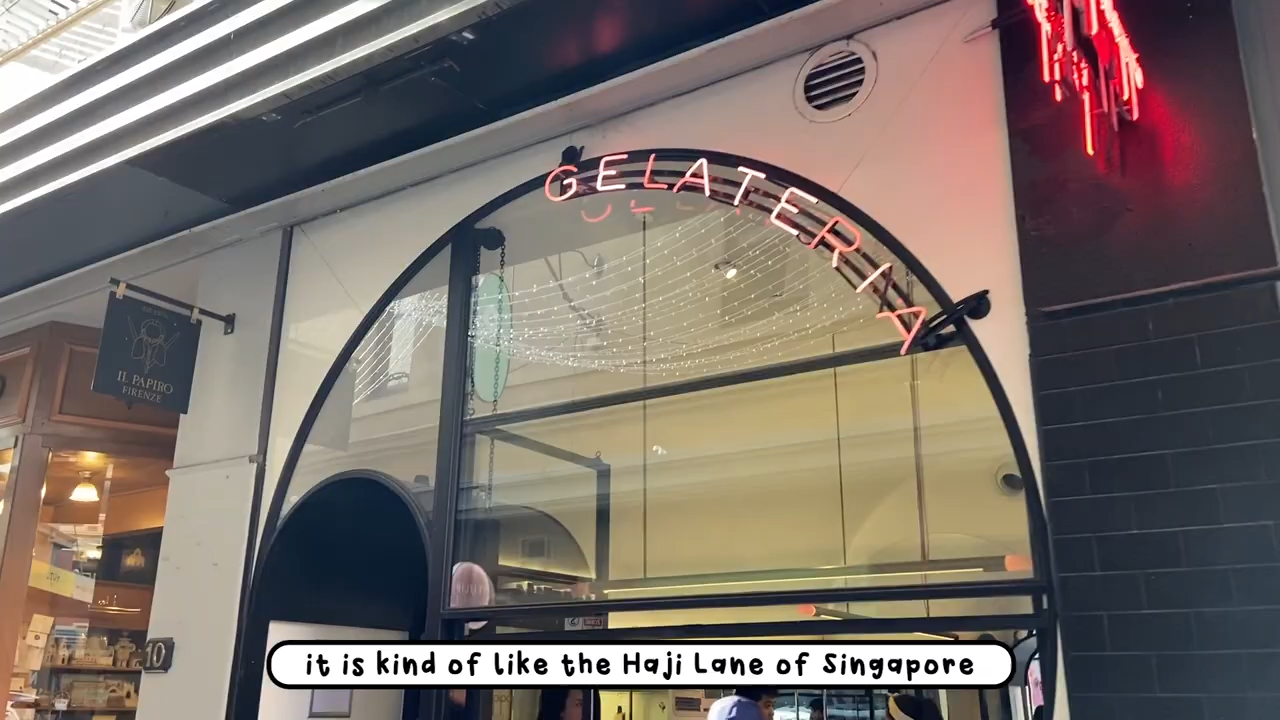 GELATERIA
IL PAPIRO
FIRENZE
10
it is kind of like the Haji Lane of Singapore